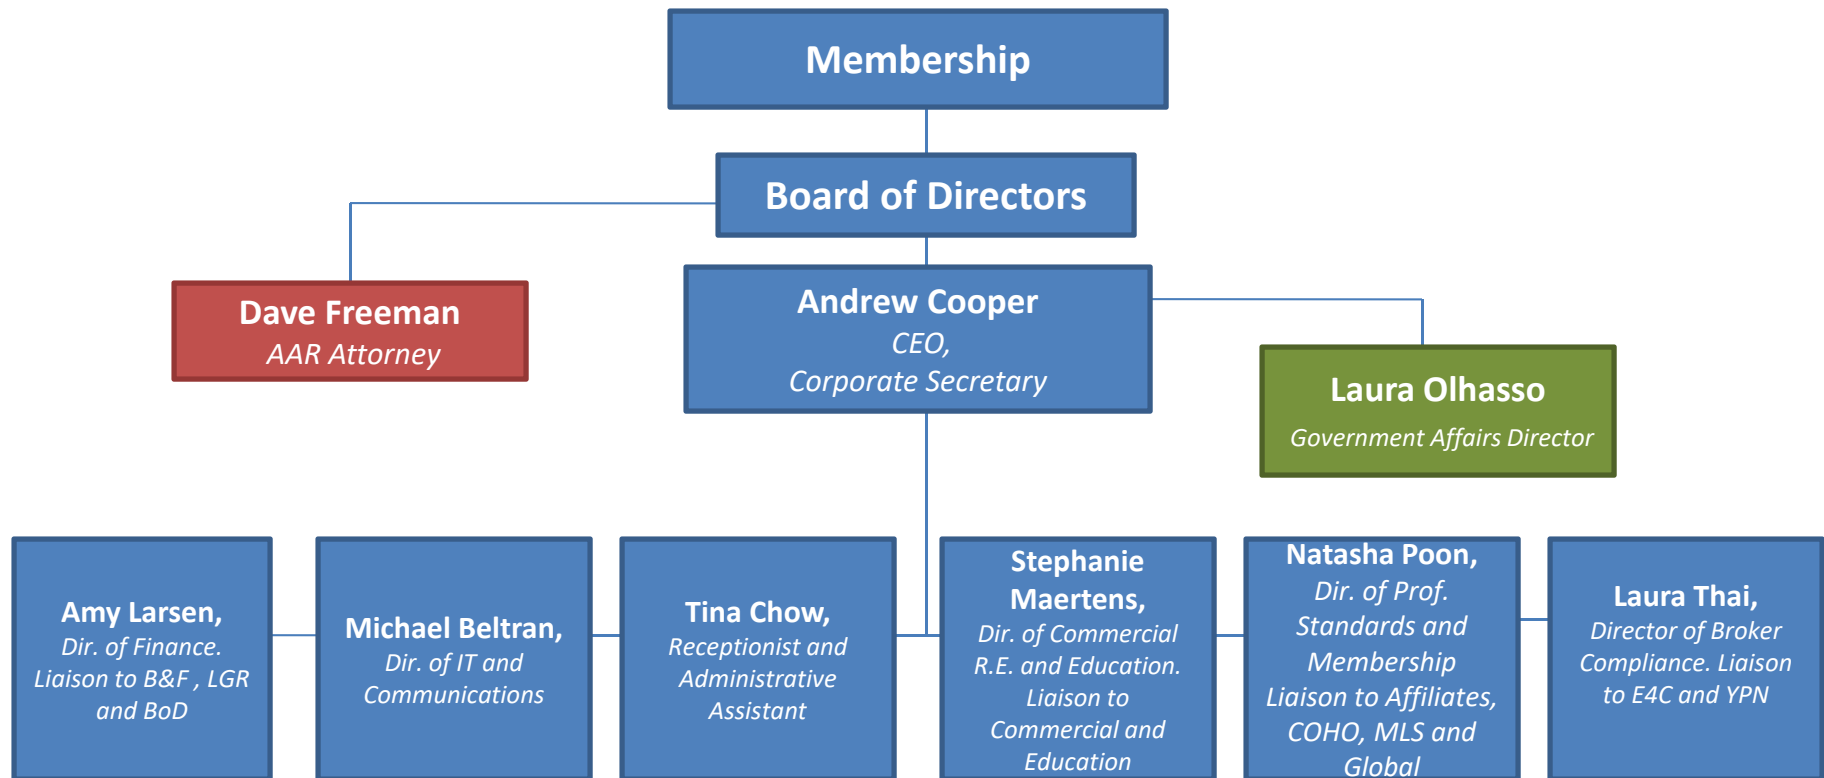 Membership
Board of Directors
Dave Freeman
AAR Attorney
Andrew Cooper
CEO,
Corporate Secretary
Laura Olhasso
Government Affairs Director
Amy Larsen,
Dir. of Finance.
Liaison to B&F , LGR
and BoD
Michael Beltran,
Dir. of IT and
Communications
Tina Chow,
Receptionist and
Administrative
Assistant
Stephanie
Maertens,
Dir. of Commercial
R.E. and Education.
Liaison to
Commercial and
Education
Natasha Poon,
Dir. of Prof.
Standards and
Membership
Liaison to Affiliates,
COHO, MLS and
Global
Laura Thai,
Director of Broker
Compliance. Liaison
to E4C and YPN